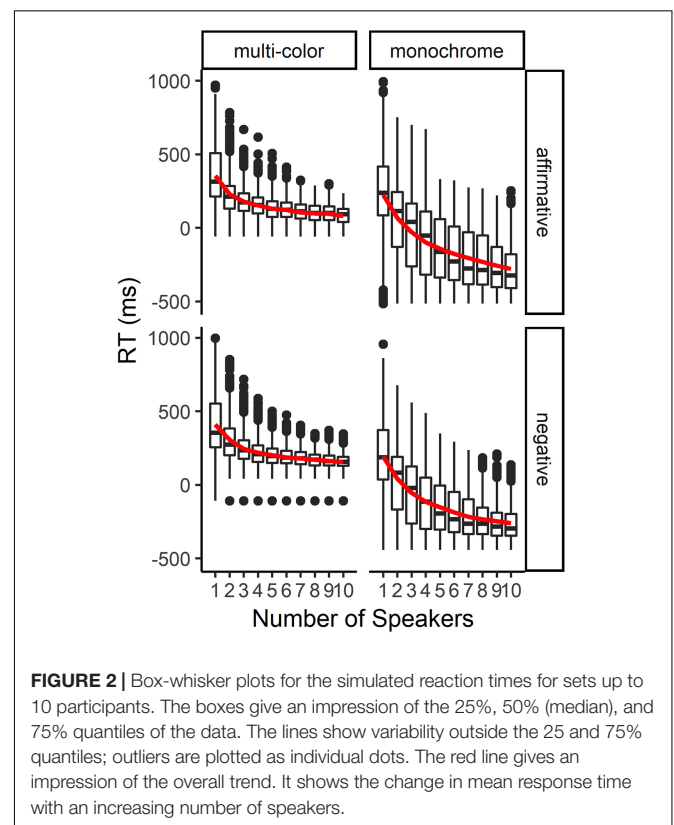 multi-color monochrome
1000
500
0
-500
affirmative
1000
500
0
-500
negative
RT (ms)
1 2 3 4 5 6 7 8 9 10 1 2 3 4 5 6 7 8 9 10
Number of Speakers
FIGURE 2 | Box-whisker plots for the simulated reaction times for sets up to
10 participants. The boxes give an impression of the 25%, 50% (median), and
75% quantiles of the data. The lines show variability outside the 25 and 75%
quantiles; outliers are plotted as individual dots. The red line gives an
impression of the overall trend. It shows the change in mean response time
with an increasing number of speakers.